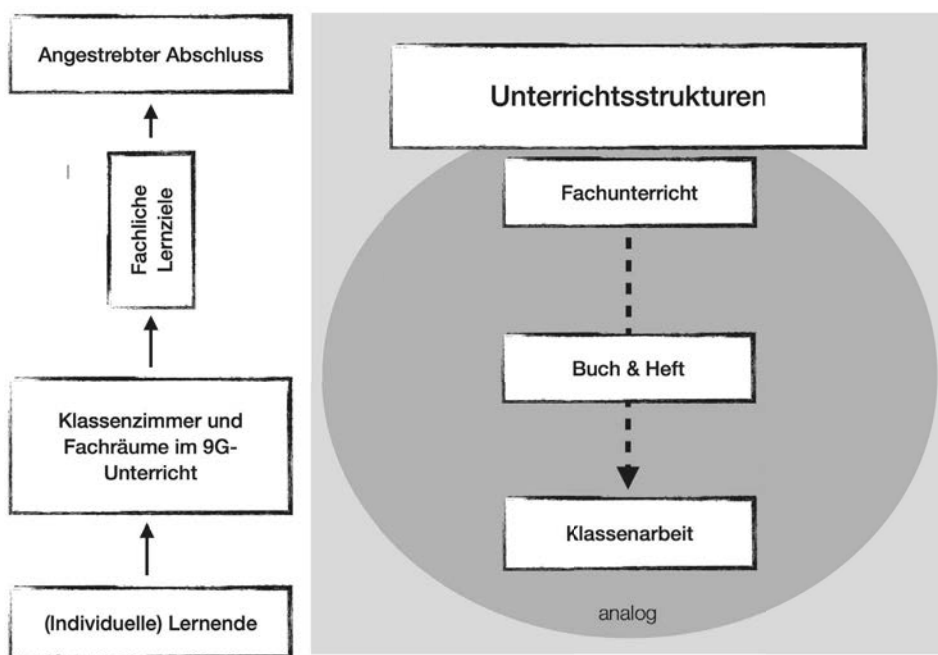 Angestrebter Abschluss
Fachliche
Lernziele
Klassenzimmer und
Fachräume im 9G-
Unterricht
(Individuelle) Lernende
Unterrichtsstrukturen
Fachunterricht
Buch & Heft
Klassenarbeit
analog